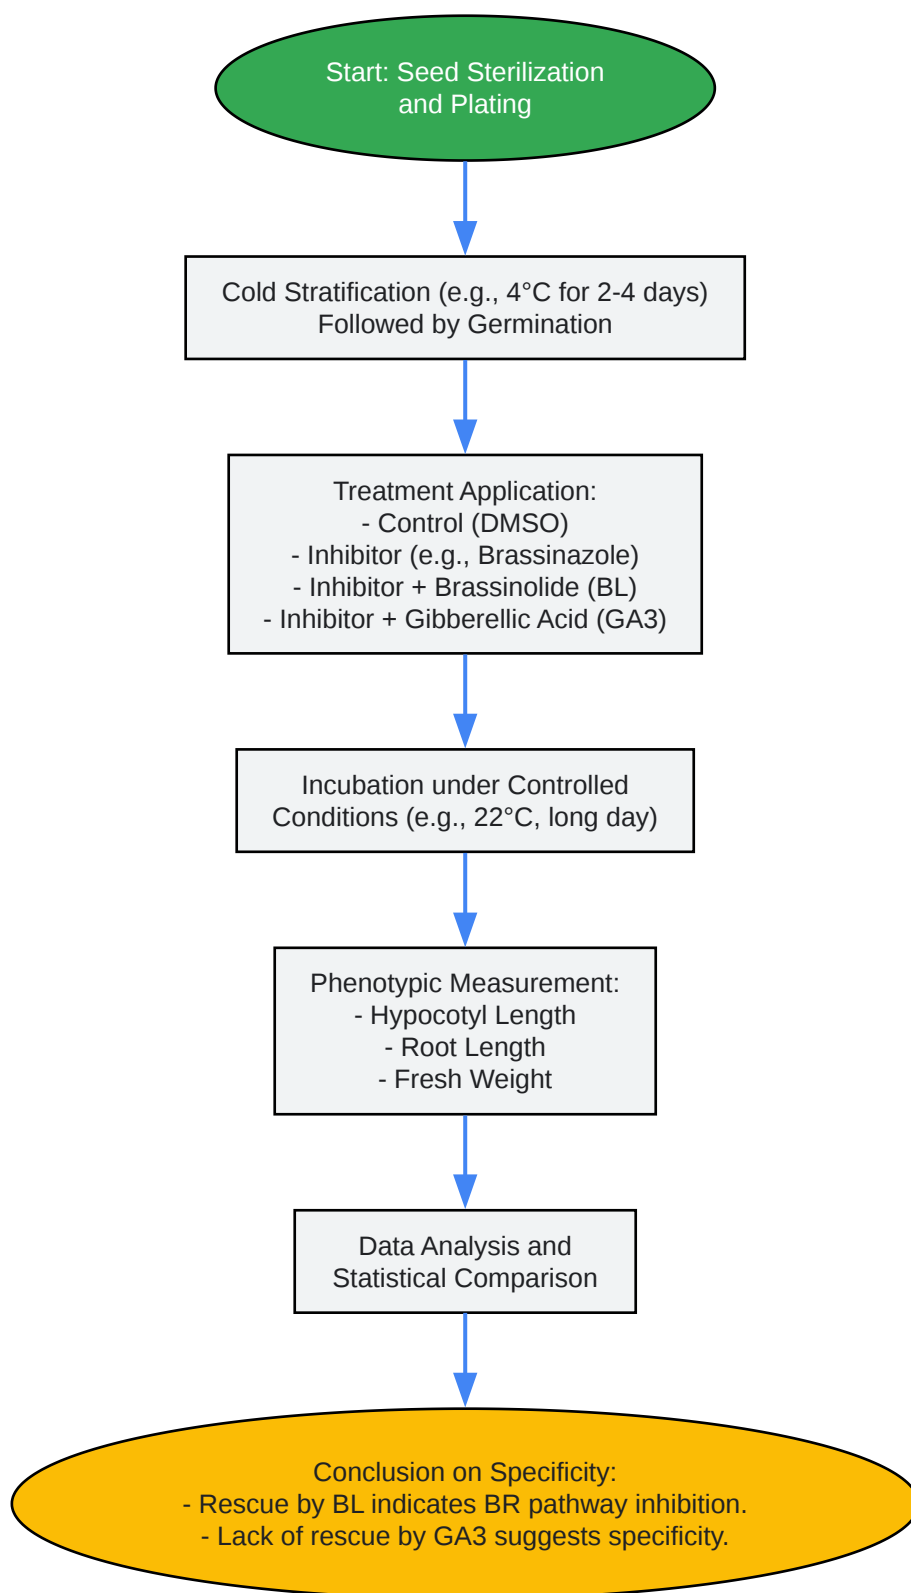 Start: Seed Sterilization
and Plating
Cold Stratification (e.g., 4°C for 2-4 days)
Followed by Germination
Treatment Application:
- Control (DMSO)
- Inhibitor (e.g., Brassinazole)
- Inhibitor + Brassinolide (BL)
- Inhibitor + Gibberellic Acid (GA3)
Incubation under Controlled
Conditions (e.g., 22°C, long day)
Phenotypic Measurement:
- Hypocotyl Length
- Root Length
- Fresh Weight
Data Analysis and
Statistical Comparison
Conclusion on Specificity:
- Rescue by BL indicates BR pathway inhibition.
- Lack of rescue by GA3 suggests specificity.